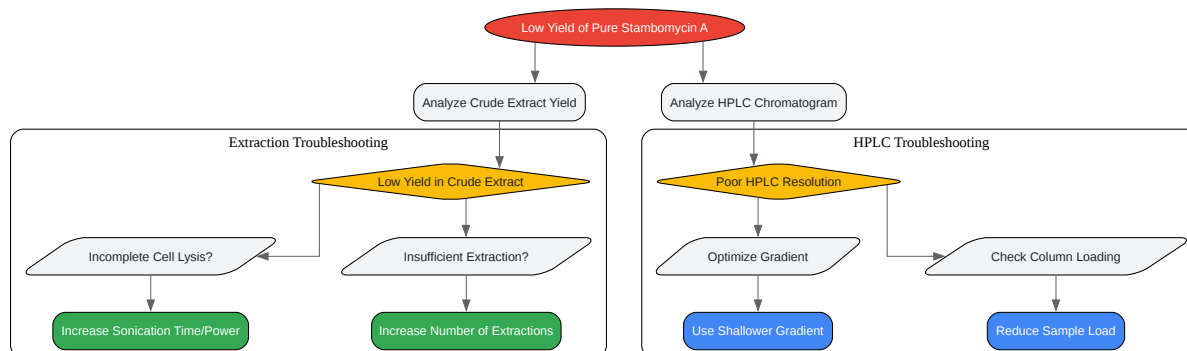 Low Yield of Pure Stambomycin A
Analyze Crude Extract Yield
Analyze HPLC Chromatogram
Extraction Troubleshooting
HPLC Troubleshooting
Low Yield in Crude Extract
Poor HPLC Resolution
Incomplete Cell Lysis?
Insufficient Extraction?
Optimize Gradient
Check Column Loading
Increase Sonication Time/Power
Increase Number of Extractions
Use Shallower Gradient
Reduce Sample Load